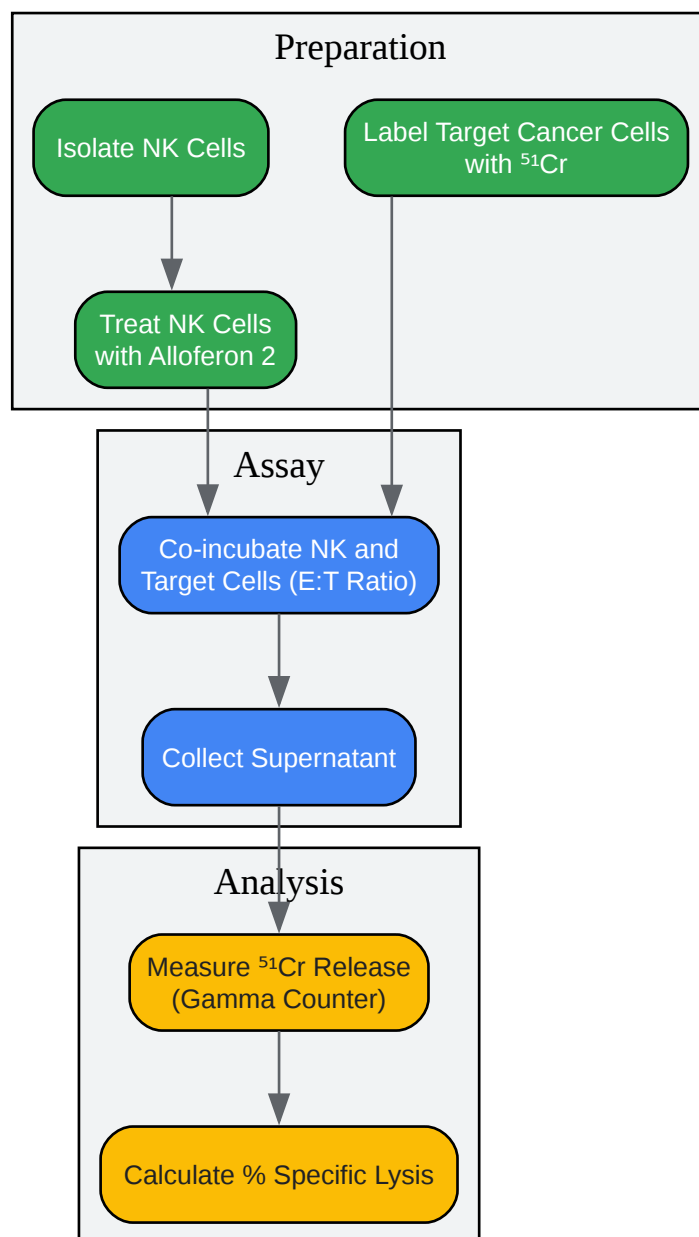 Preparation
Isolate NK Cells
Label Target Cancer Cells
with ⁵¹Cr
Treat NK Cells
with Alloferon 2
Assay
Co-incubate NK and
Target Cells (E:T Ratio)
Collect Supernatant
Analysis
Measure ⁵¹Cr Release
(Gamma Counter)
Calculate % Specific Lysis